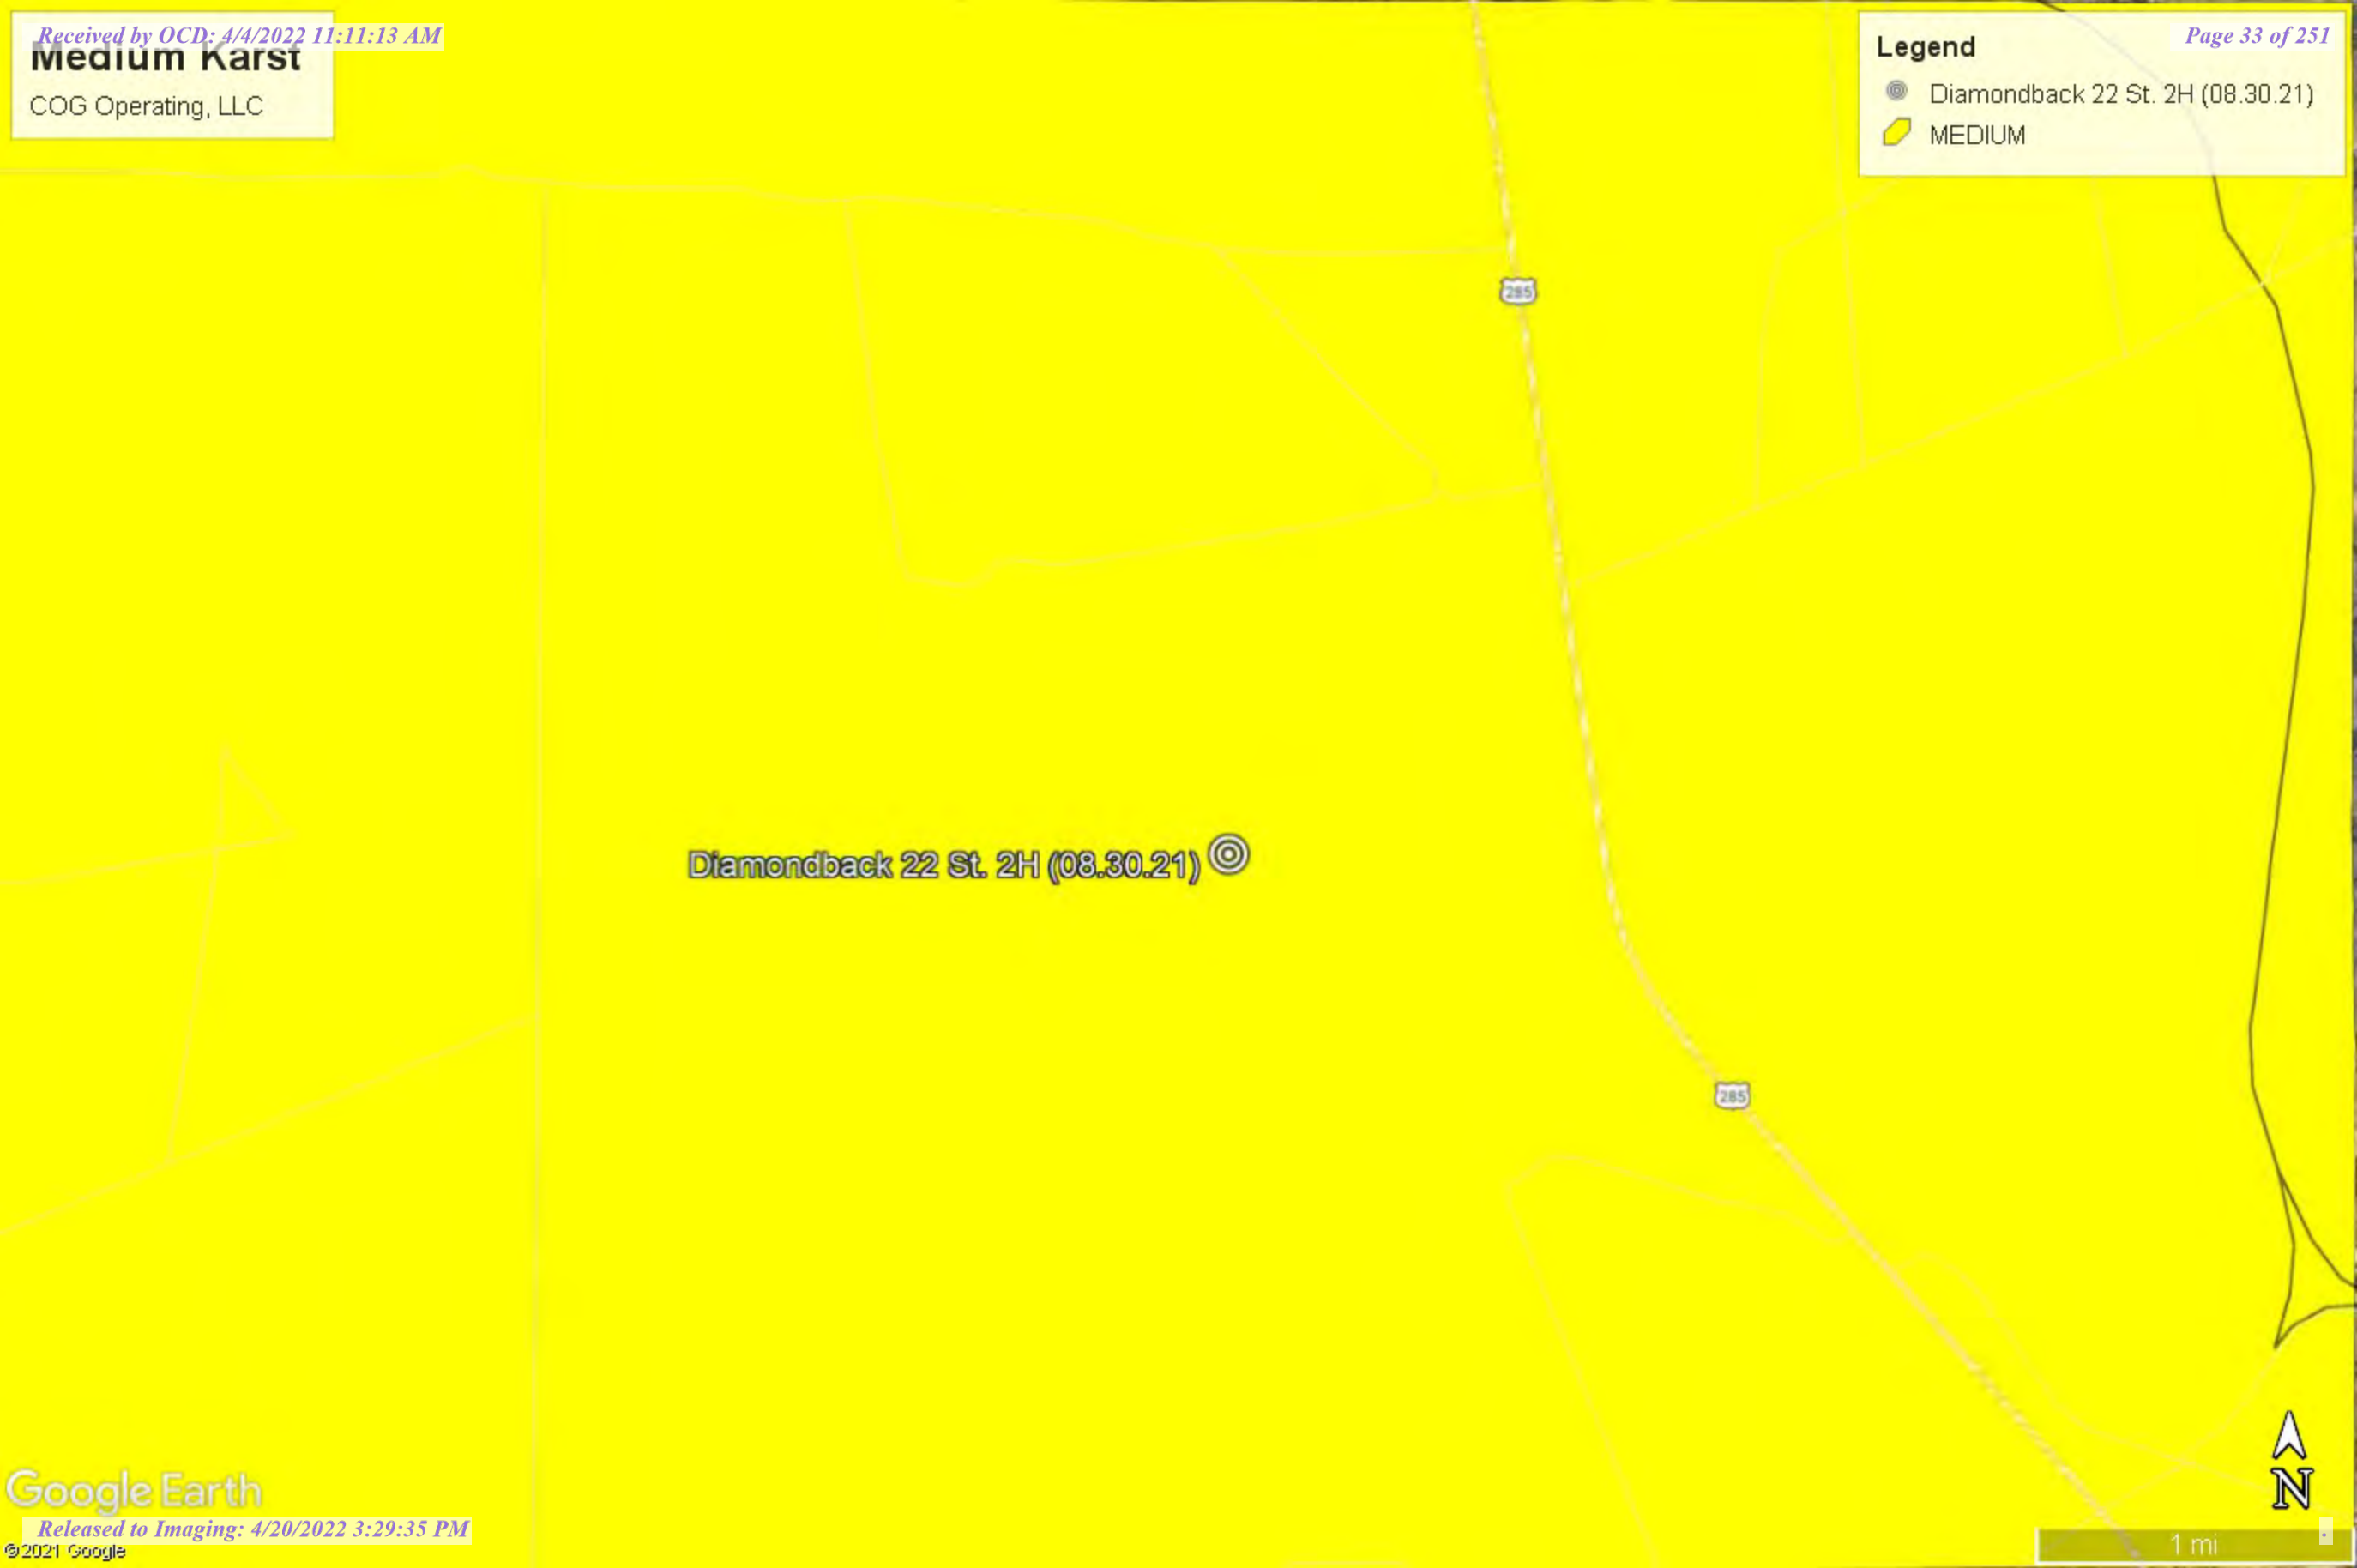 Received by OCD: 4/4/2022 11:11:13 AM
Page 33 of 251
Medium Karst
COG Operating, LLC
Legend
Diamondback 22 St. 2H (08.30.21)
MEDIUM
285
Diamondback 22 St. 2H (08.30.21)
285
N
Google Earth
Released to Imaging: 4/20/2022 3:29:35 PM
©2021 Google
1 mi